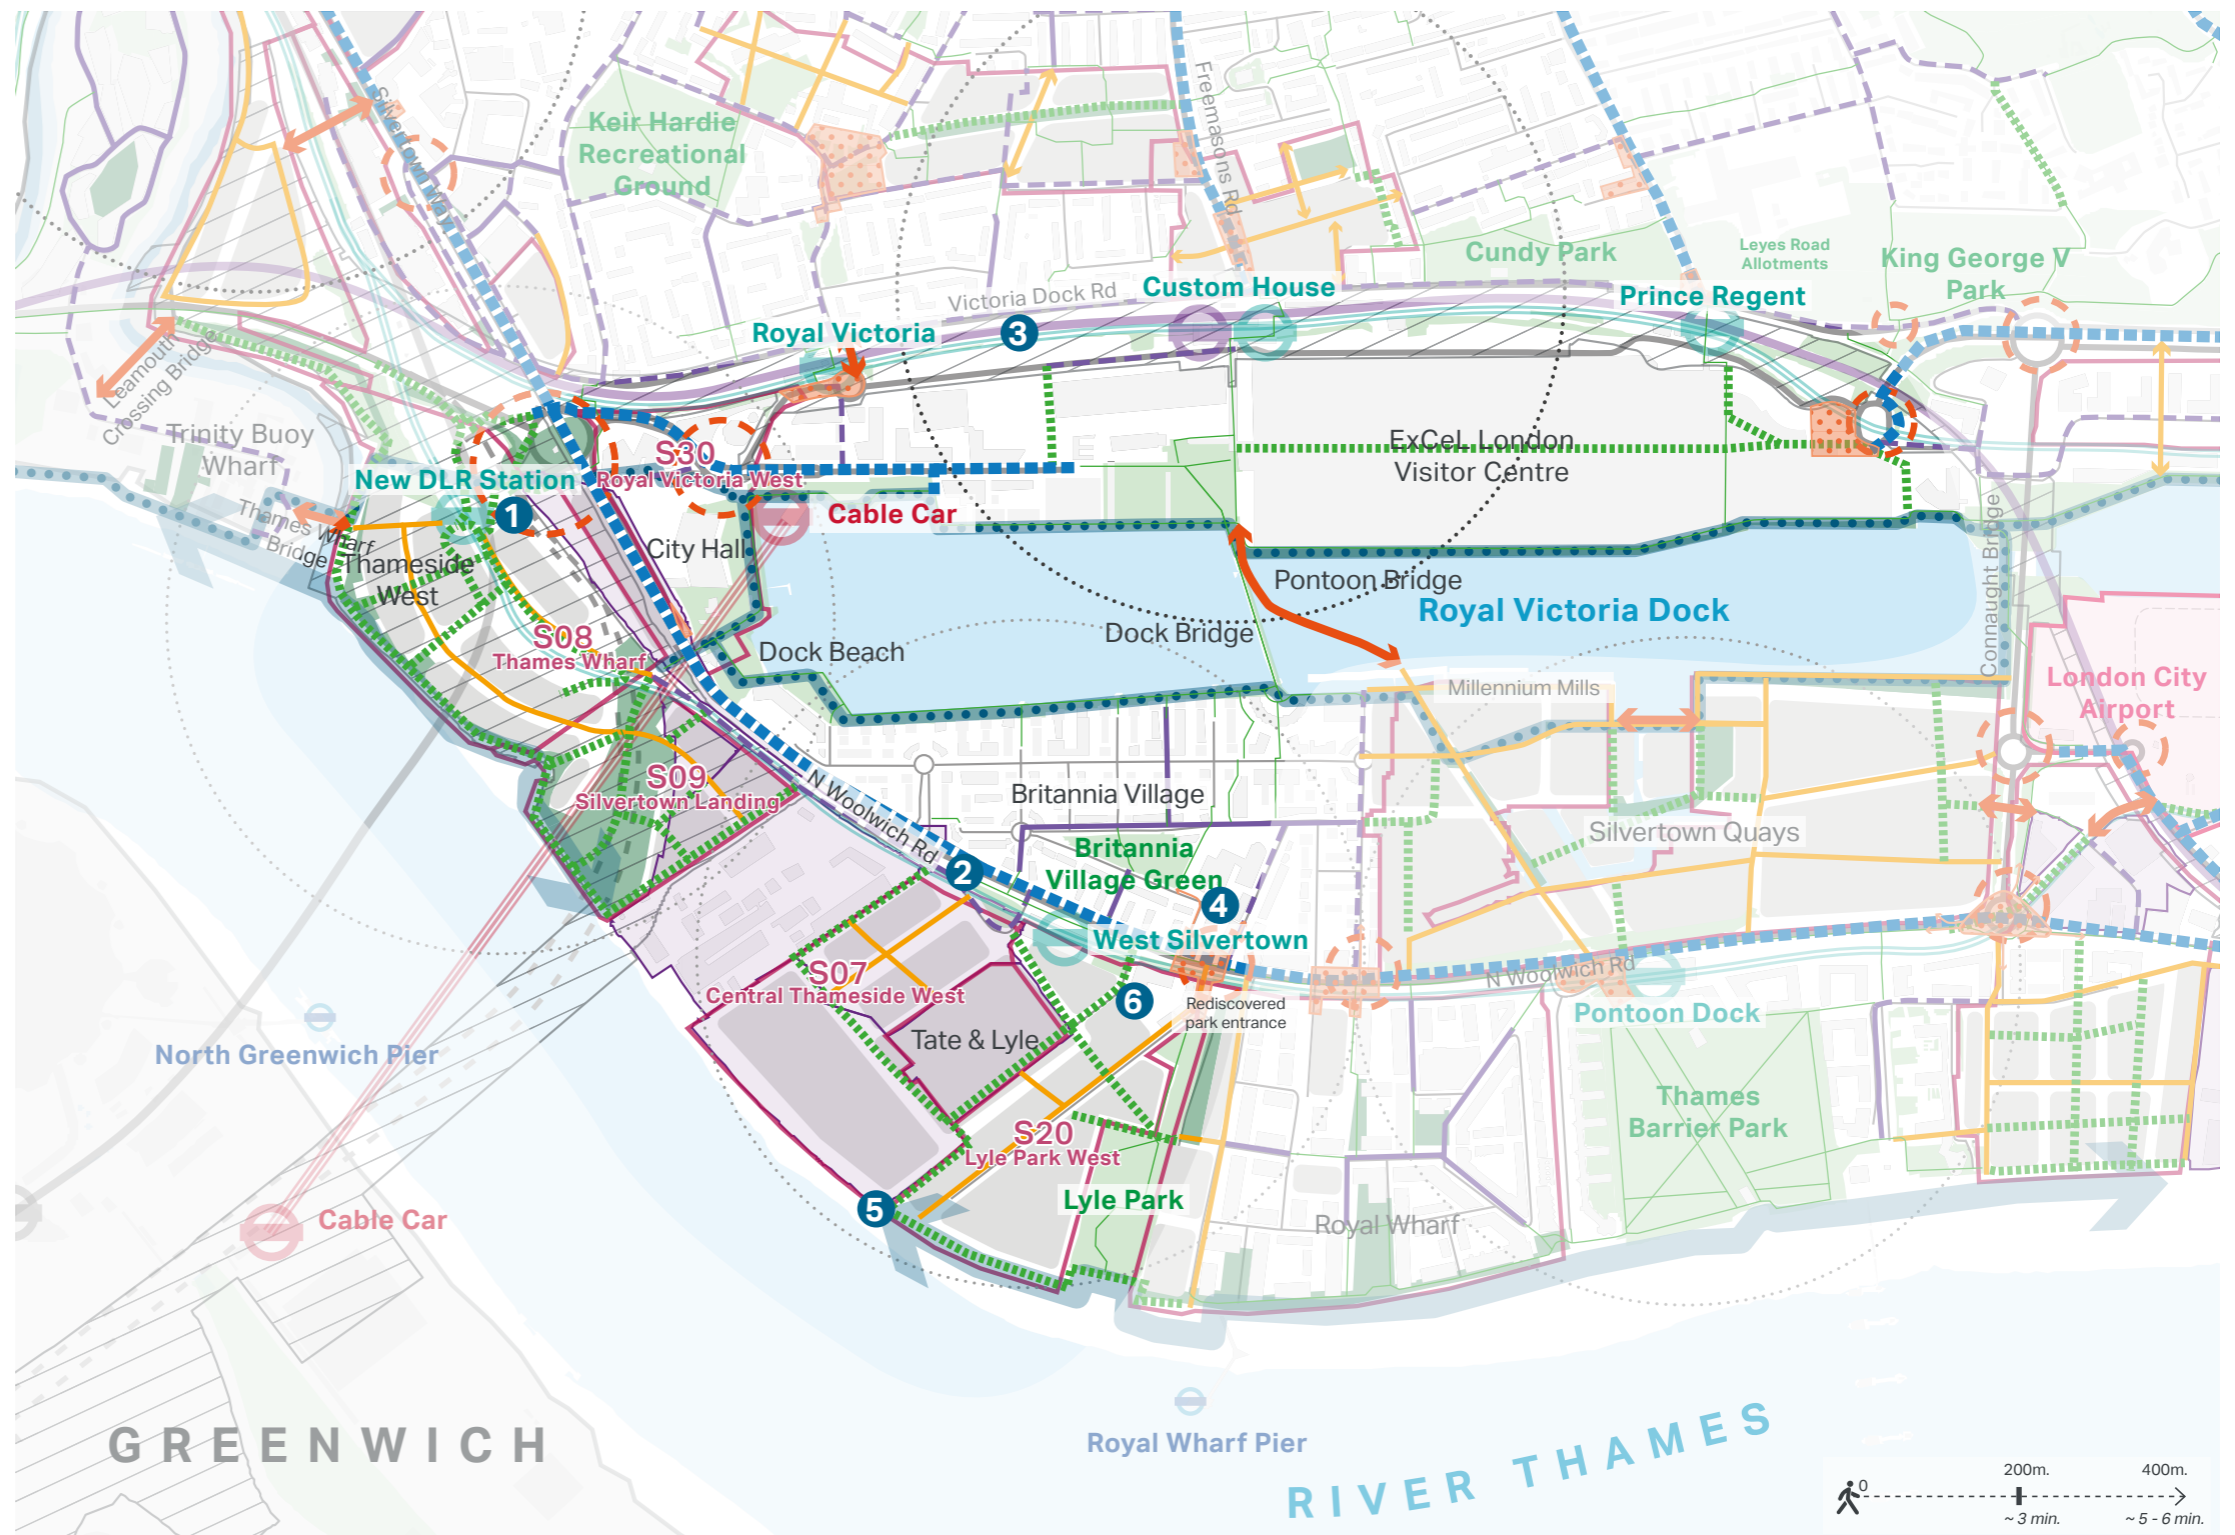 Silvertown Way
Freemasons Rd
Keir Hardie
Recreational
Ground
Cundy Park
Leyes Road
Allotments
King George V
Park
Victoria Dock Rd
Custom House
Prince Regent
Royal Victoria
3
Leamouth
Crossing Bridge
Trinity Buoy
Wharf
New DLR Station
1
S30
Royal Victoria West
Cable Car
ExCeL London
Visitor Centre
Thames Wharf
Bridge
Thameside
West
City Hall
Pontoon Bridge
Royal Victoria Dock
Connaught Bridge
S08
Thames Wharf
Dock Beach
Dock Bridge
Millennium Mills
London City
Airport
S09
Silvertown Landing
N Woolwich Rd
Britannia Village
Silvertown Quays
Britannia
Village Green
2
4
West Silvertown
S07
Central Thameside West
N Woolwich Rd
6
Rediscovered
park entrance
Pontoon Dock
Tate & Lyle
North Greenwich Pier
Thames
Barrier Park
S20
Lyle Park West
Lyle Park
5
Royal Wharf
Cable Car
GREENWICH
Royal Wharf Pier
RIVER THAMES
0
200m.
400m.
~ 3 min.
~ 5 - 6 min.